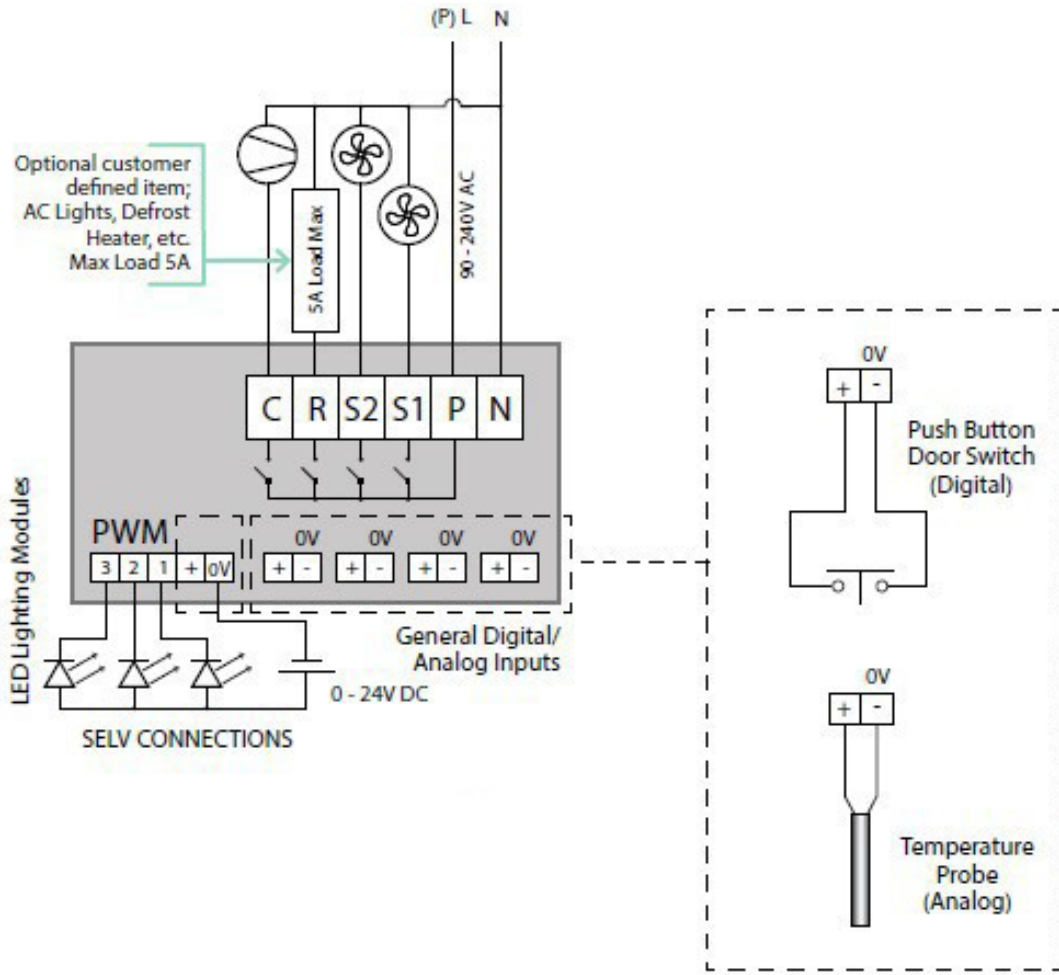 (P) L N
Optional customer
defined item;
AC Lights, Defrost
Heater, etc.
Max Load 5A
5A Load Max
90 - 240V AC
C R S2 S1 P N
PWM
3 2 1 + 0V
0V 0V 0V 0V
+ - + - + - + -
LED Lighting Modules
General Digital/
Analog Inputs
0 - 24V DC
SELV CONNECTIONS
0V
+ -
Push Button
Door Switch
(Digital)
0V
+ -
Temperature
Probe
(Analog)